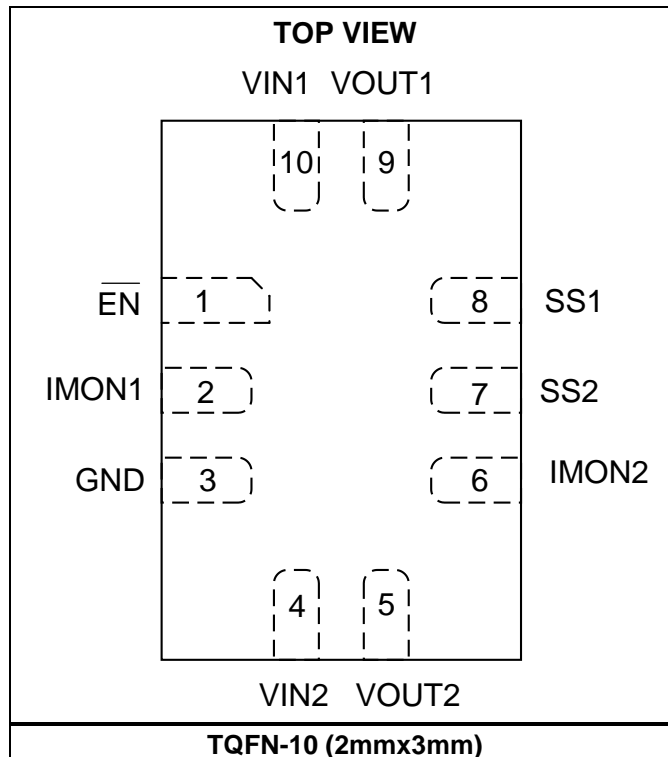 TOP VIEW
VIN1 VOUT1
10 9
EN 1 8 SS1
IMON1 2 7 SS2
GND 3 6 IMON2
4 5
VIN2 VOUT2
TQFN-10 (2mmx3mm)